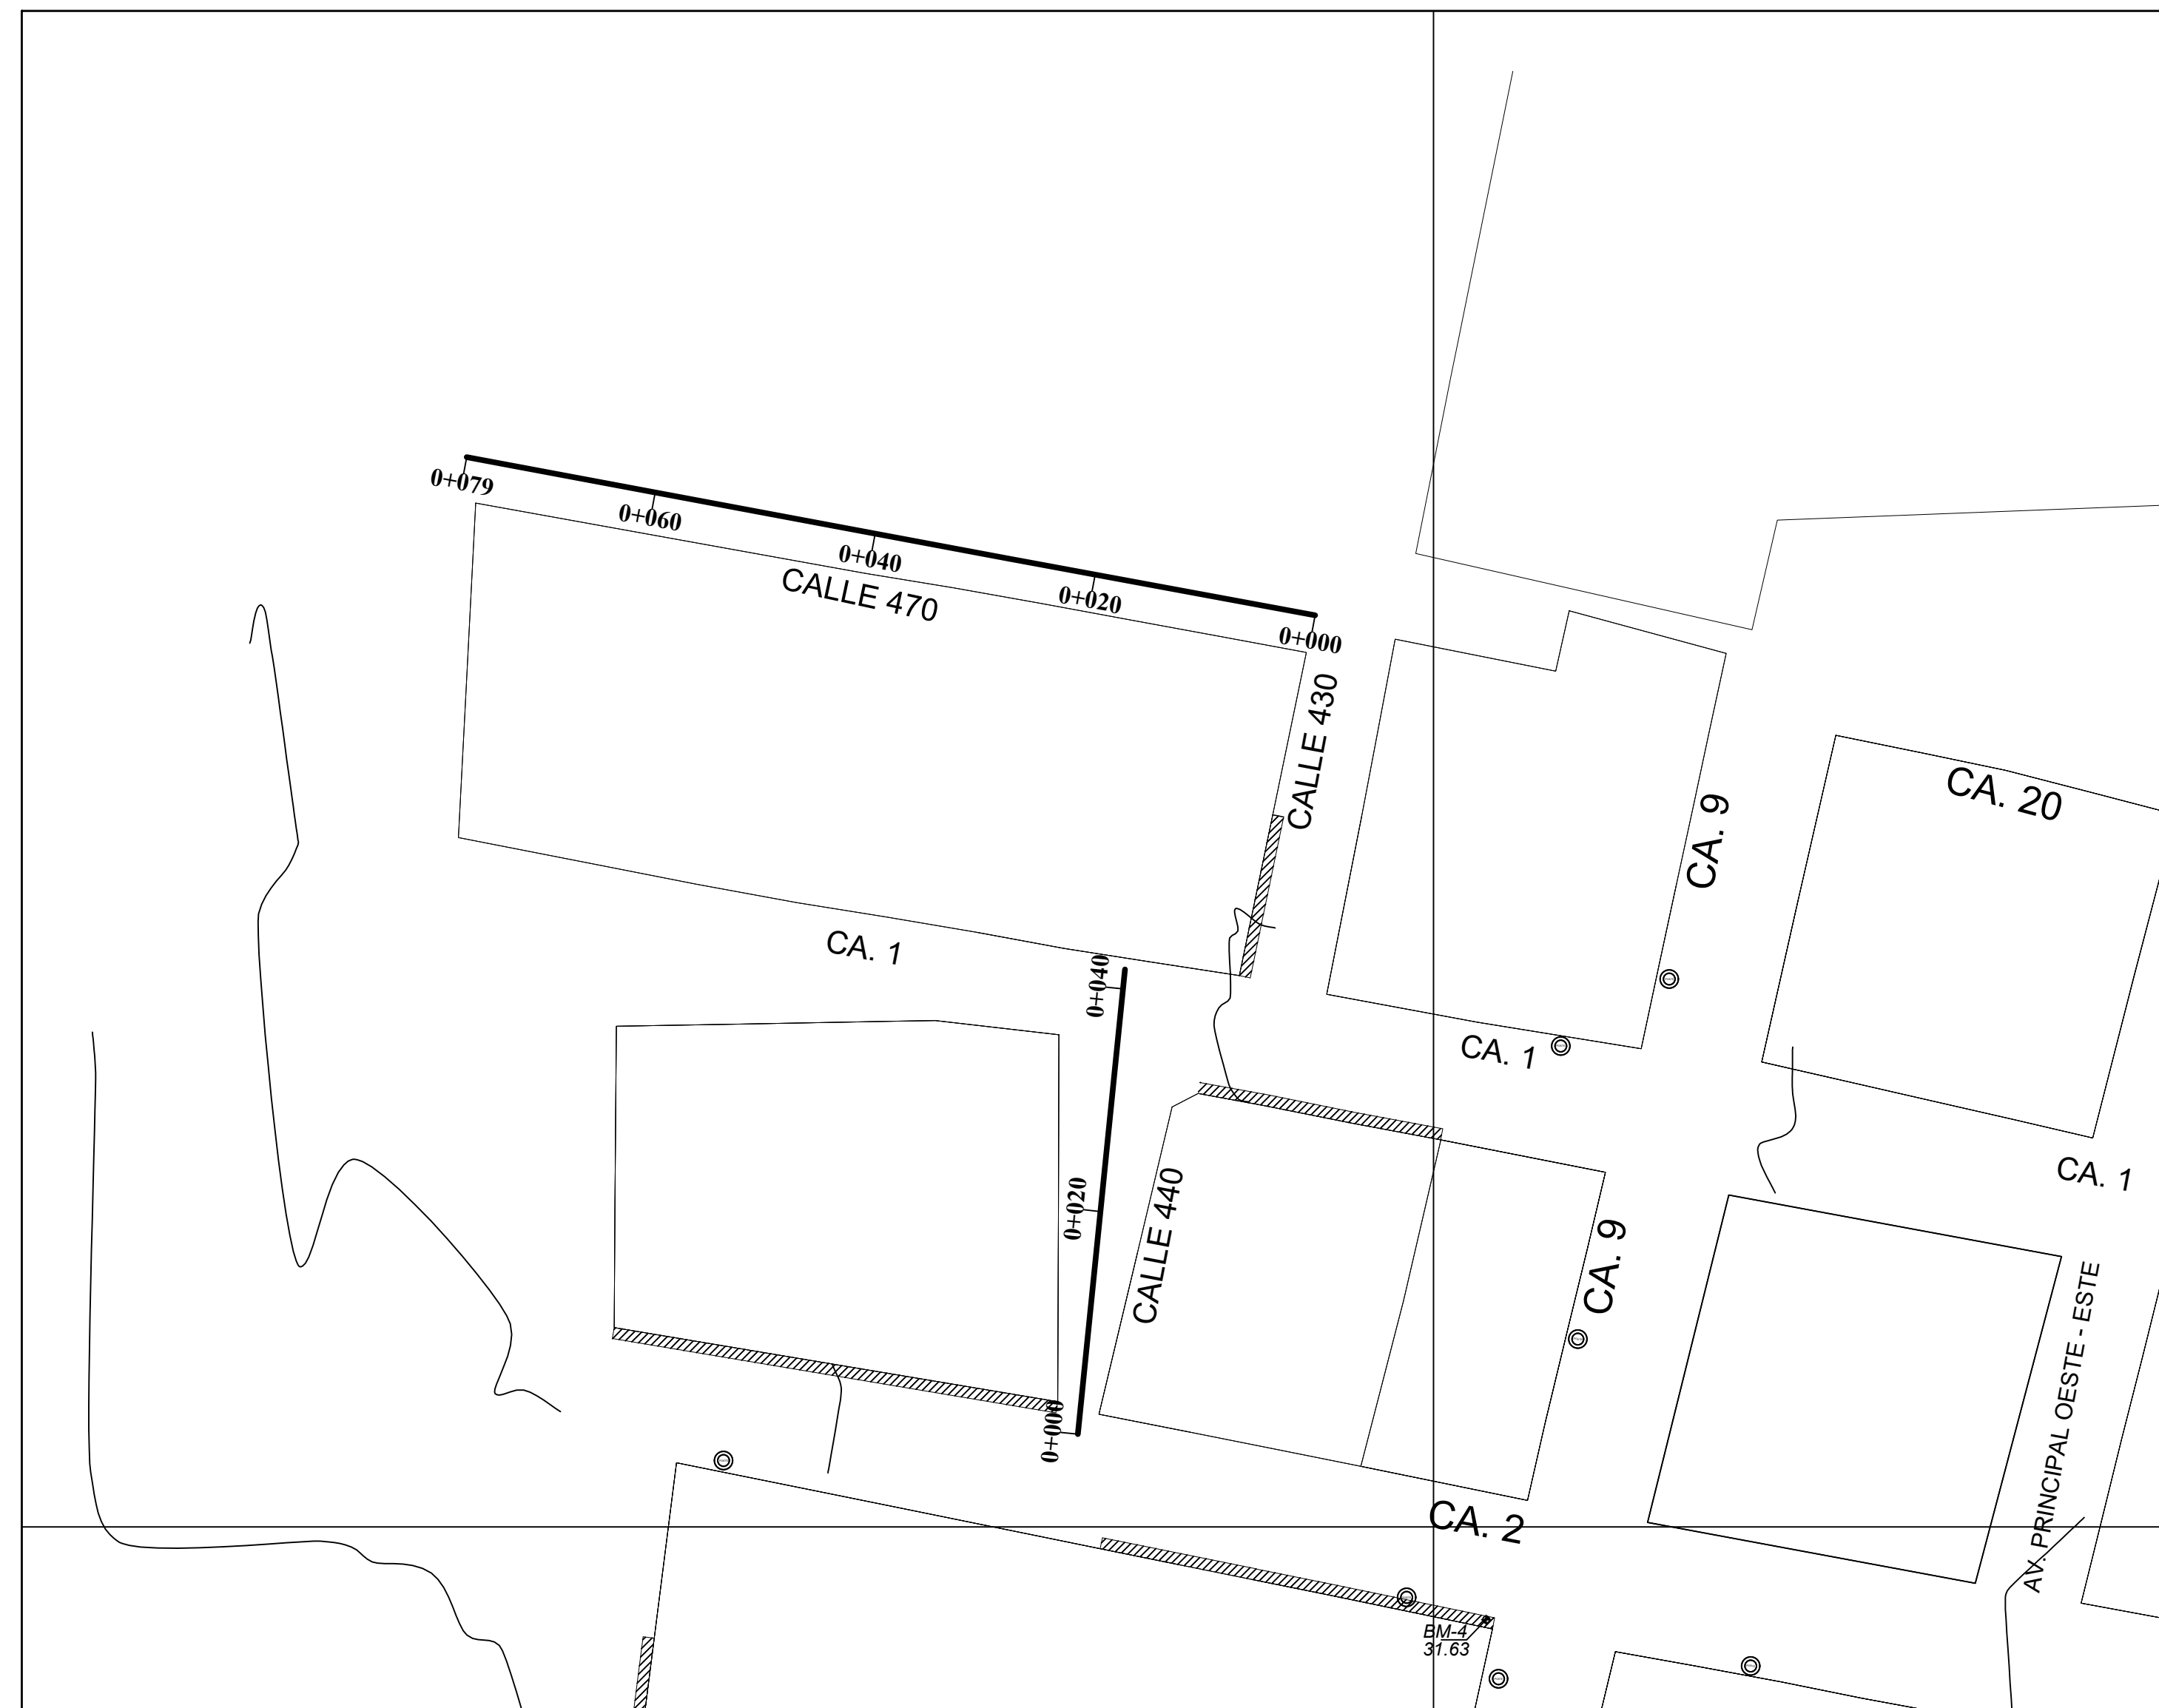 0+079
0+060
0+040
0+020
0+000
CALLE 470
CALLE 430
CA. 9
CA. 20
CA. 1
0+040
CA. 1
CA. 1
0+020
CALLE 440
CA. 9
AV. PRINCIPAL OESTE - ESTE
0+000
CA. 2
BM-4
31.63